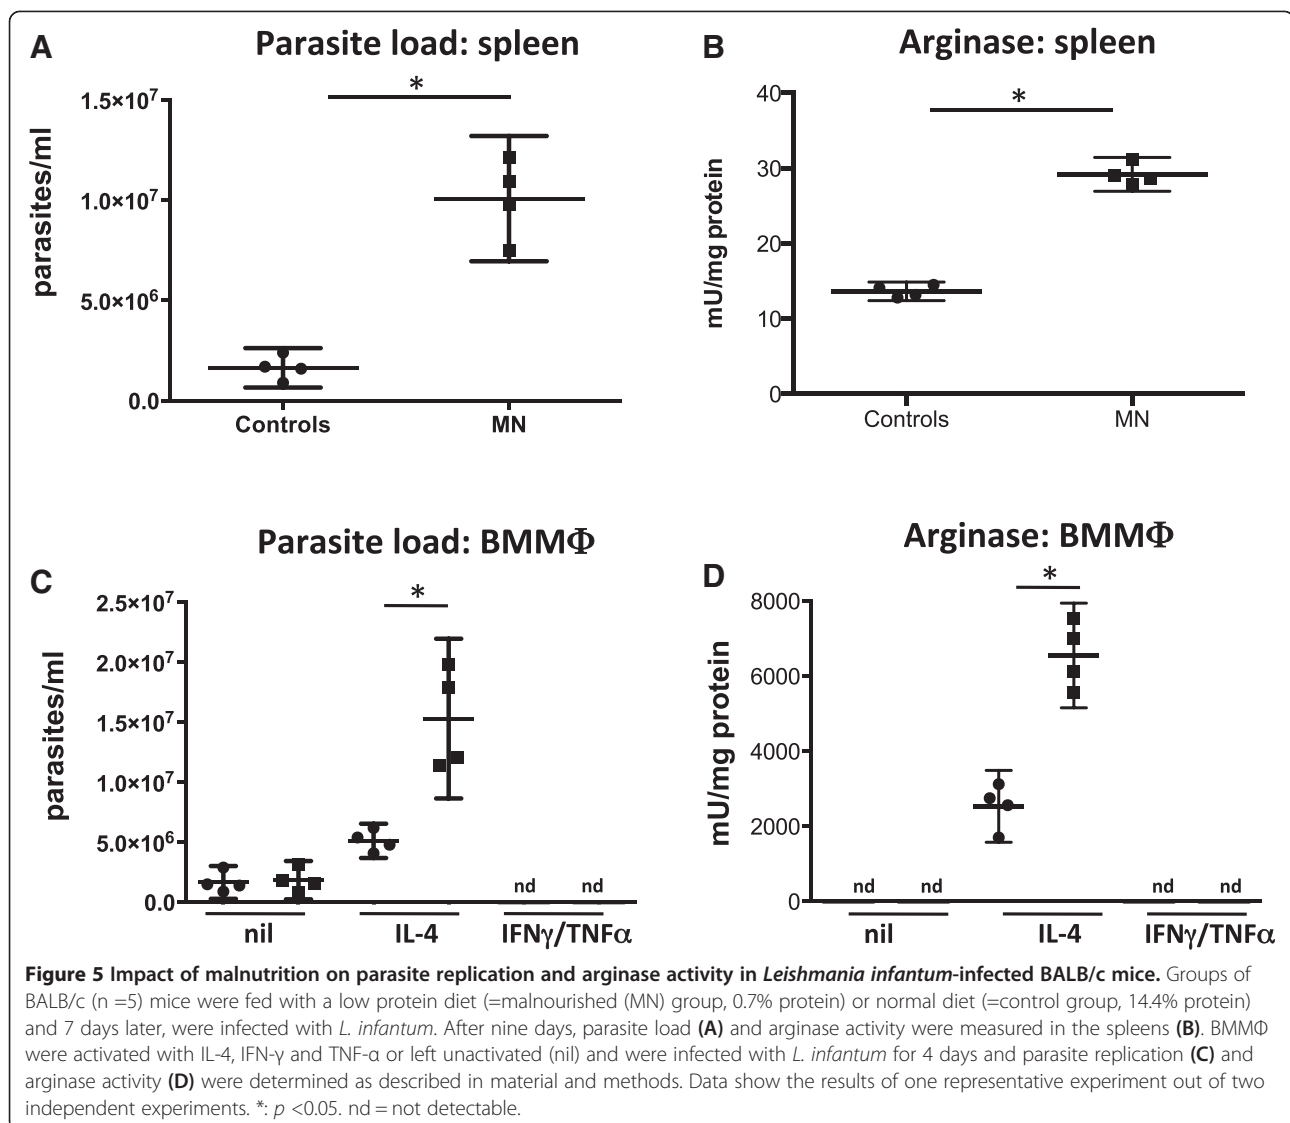 A
Parasite load: spleen
*
1.5×10⁷
1.0×10⁷
5.0×10⁶
0.0
parasites/ml
Controls MN
B
Arginase: spleen
*
40
30
20
10
0
mU/mg protein
Controls MN
C
Parasite load: BMMΦ
*
2.5×10⁷
2.0×10⁷
1.5×10⁷
1.0×10⁷
5.0×10⁶
0.0
parasites/ml
nd nd
nil IL-4 IFNγ/TNFα
D
Arginase: BMMΦ
*
8000
6000
4000
2000
0
mU/mg protein
nd nd nd nd
nil IL-4 IFNγ/TNFα
Figure 5 Impact of malnutrition on parasite replication and arginase activity in Leishmania infantum-infected BALB/c mice. Groups of
BALB/c (n =5) mice were fed with a low protein diet (=malnourished (MN) group, 0.7% protein) or normal diet (=control group, 14.4% protein)
and 7 days later, were infected with L. infantum. After nine days, parasite load (A) and arginase activity were measured in the spleens (B). BMMΦ
were activated with IL-4, IFN-γ and TNF-α or left unactivated (nil) and were infected with L. infantum for 4 days and parasite replication (C) and
arginase activity (D) were determined as described in material and methods. Data show the results of one representative experiment out of two
independent experiments. *: p <0.05. nd = not detectable.